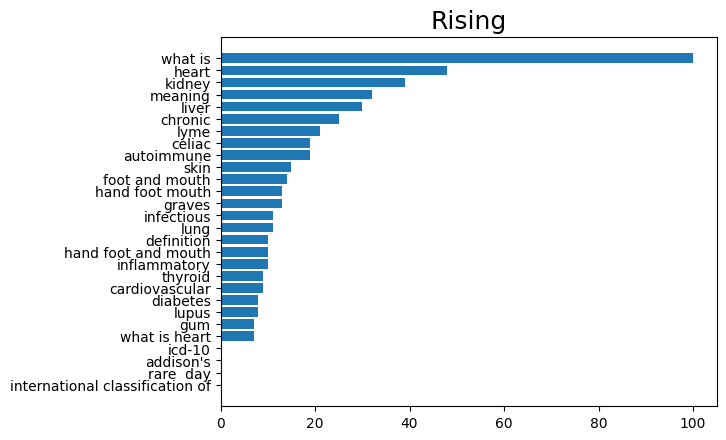 Rising
what is
heart
kidney
meaning
liver
chronic
lyme
celiac
autoimmune
skin
foot and mouth
hand foot mouth
graves
infectious
lung
definition
hand foot and mouth
inflammatory
thyroid
cardiovascular
diabetes
lupus
gum
what is heart
icd-10
addison's
rare  day
international classification of
0 20 40 60 80 100